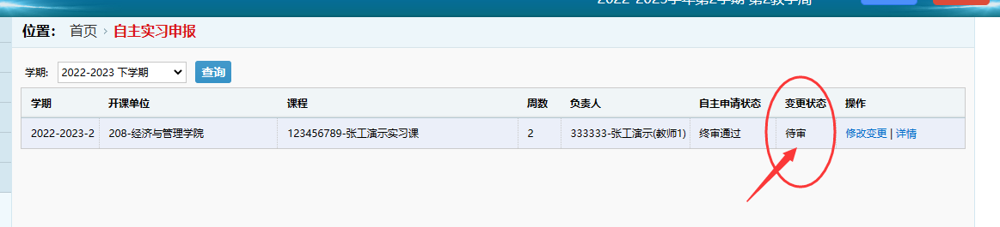 2022-2023学年第2学期 第2教学周
位置： 首页 › 自主实习申报
学期: 2022-2023 下学期 查询
学期 开课单位 课程 周数 负责人 自主申请状态 变更状态 操作
2022-2023-2 208-经济与管理学院 123456789-张工演示实习课 2 333333-张工演示(教师1) 终审通过 待审 修改变更 | 详情